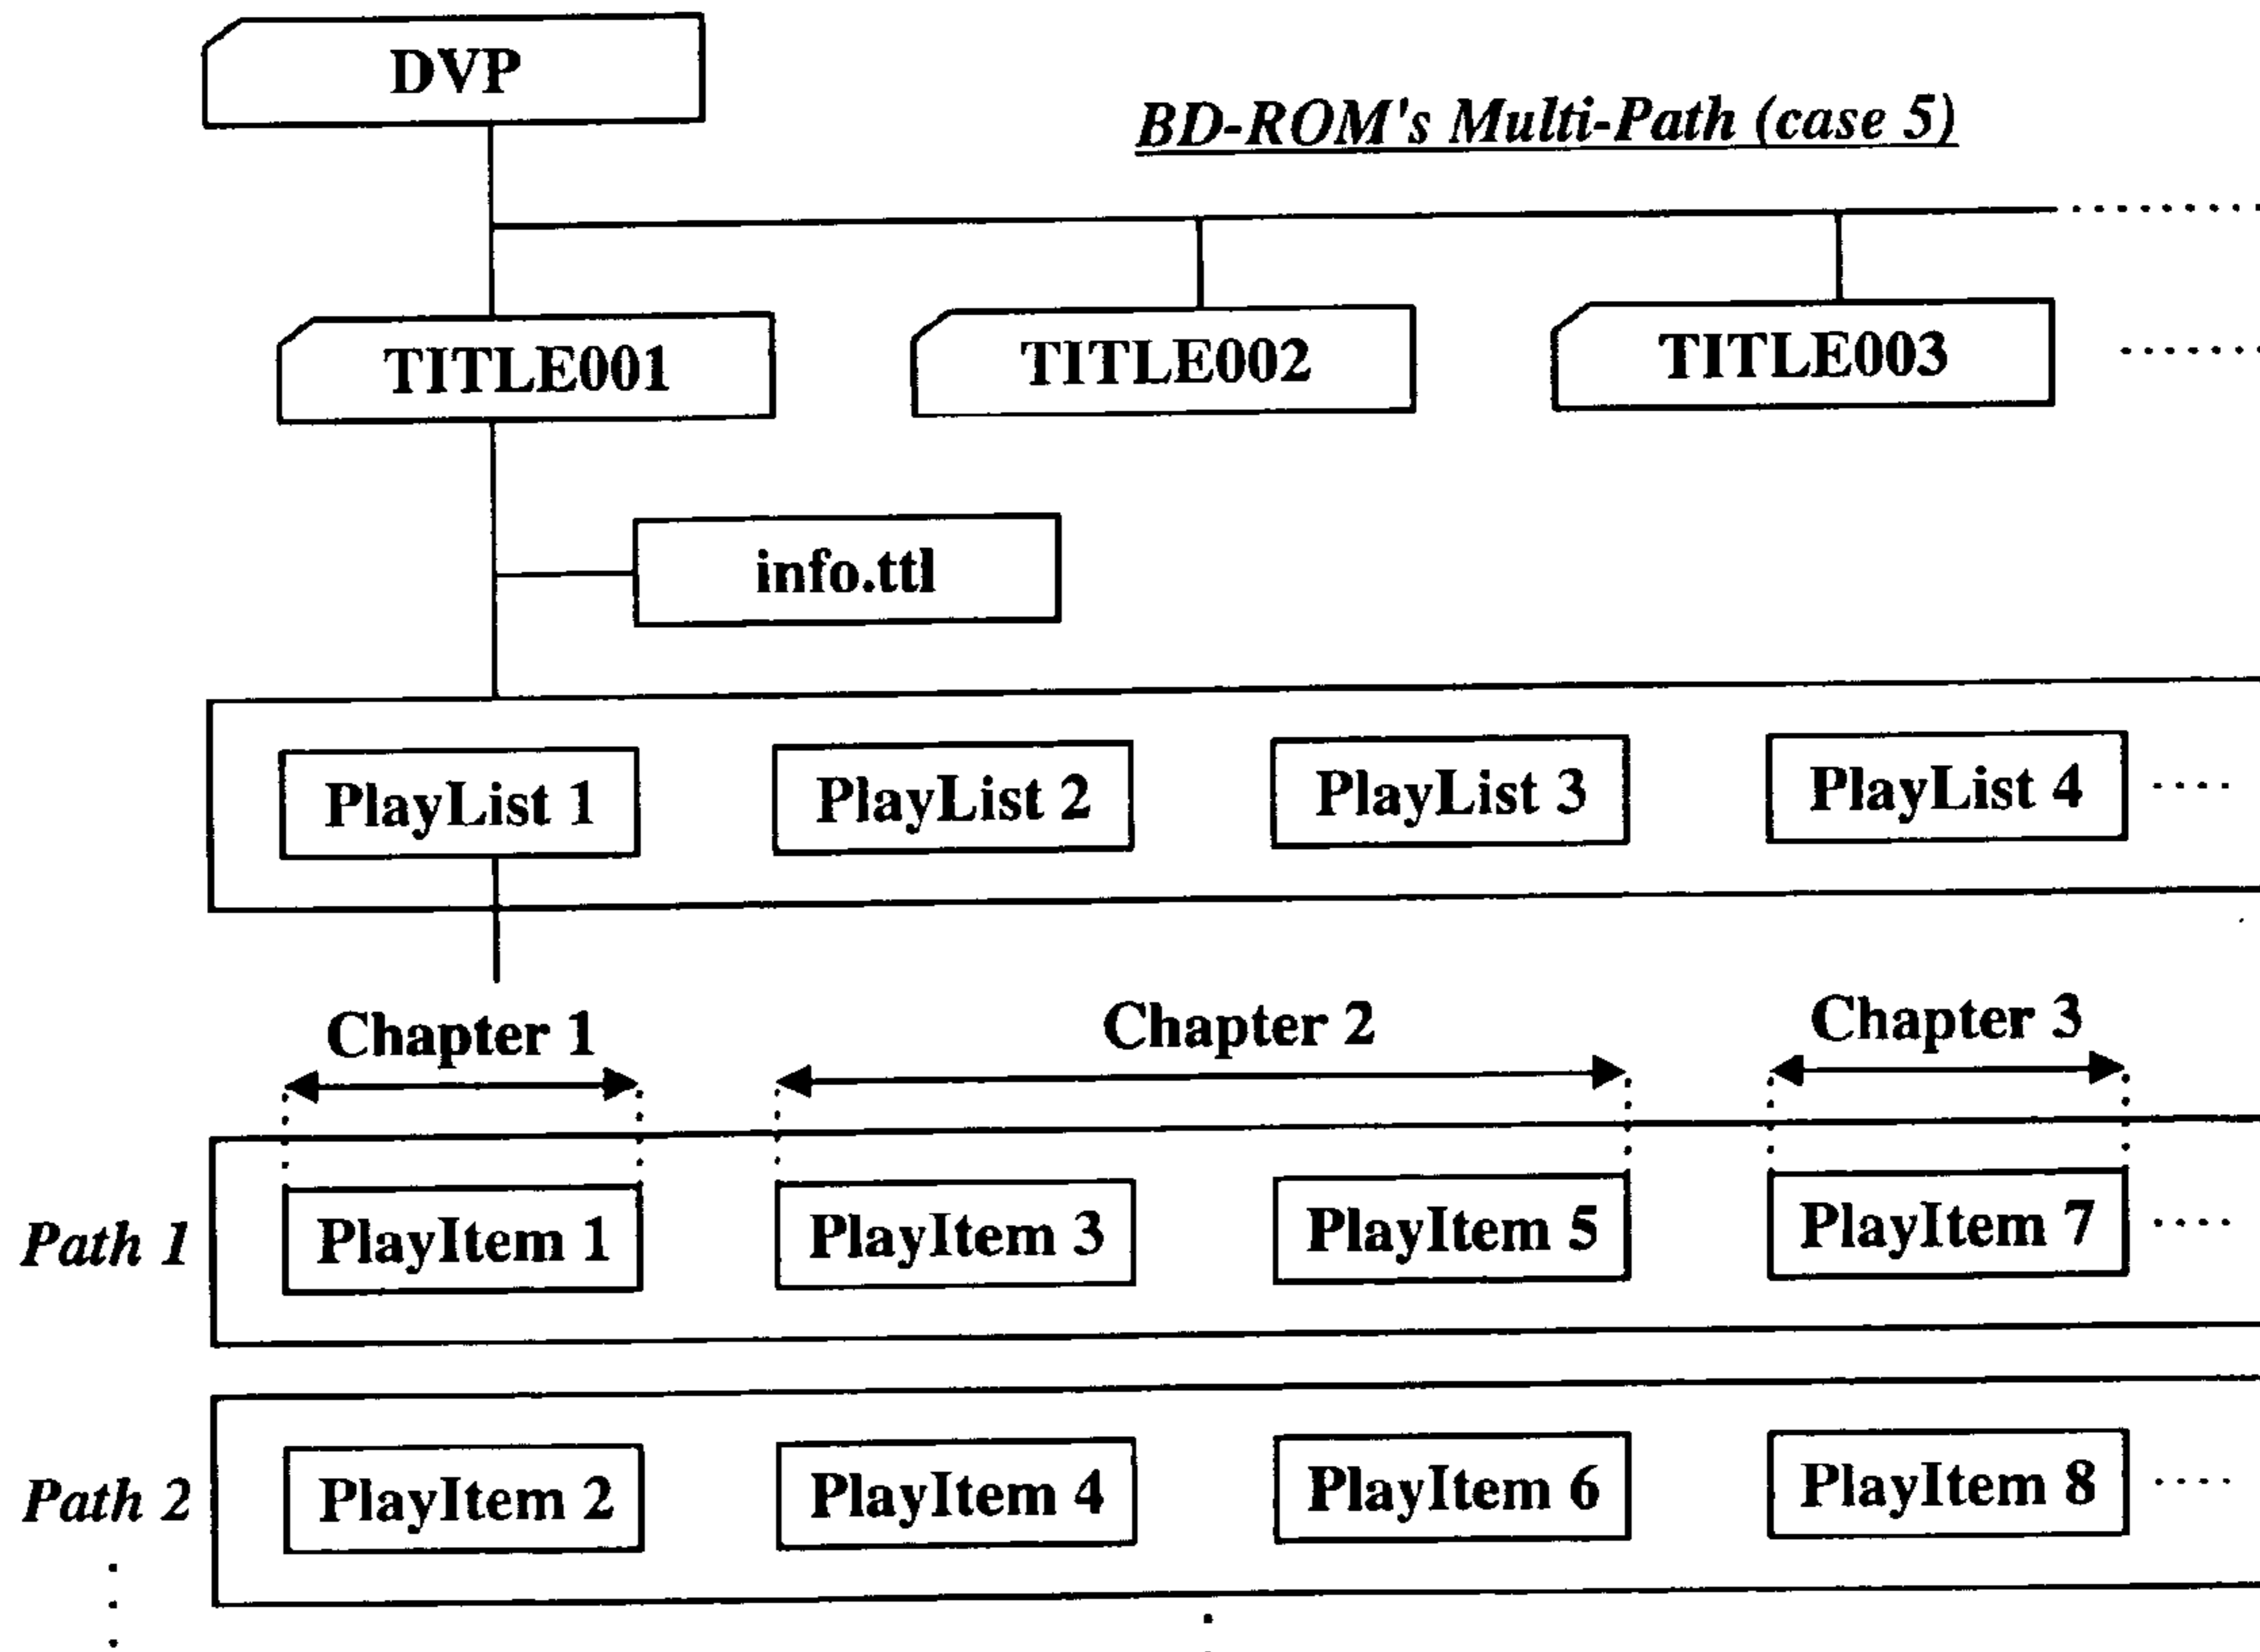 DVP
BD-ROM's Multi-Path (case 5)
TITLE001
TITLE002
TITLE003
info.ttl
PlayList 1
PlayList 2
PlayList 3
PlayList 4
Chapter 1
Chapter 2
Chapter 3
Path 1
PlayItem 1
PlayItem 3
PlayItem 5
PlayItem 7
Path 2
PlayItem 2
PlayItem 4
PlayItem 6
PlayItem 8